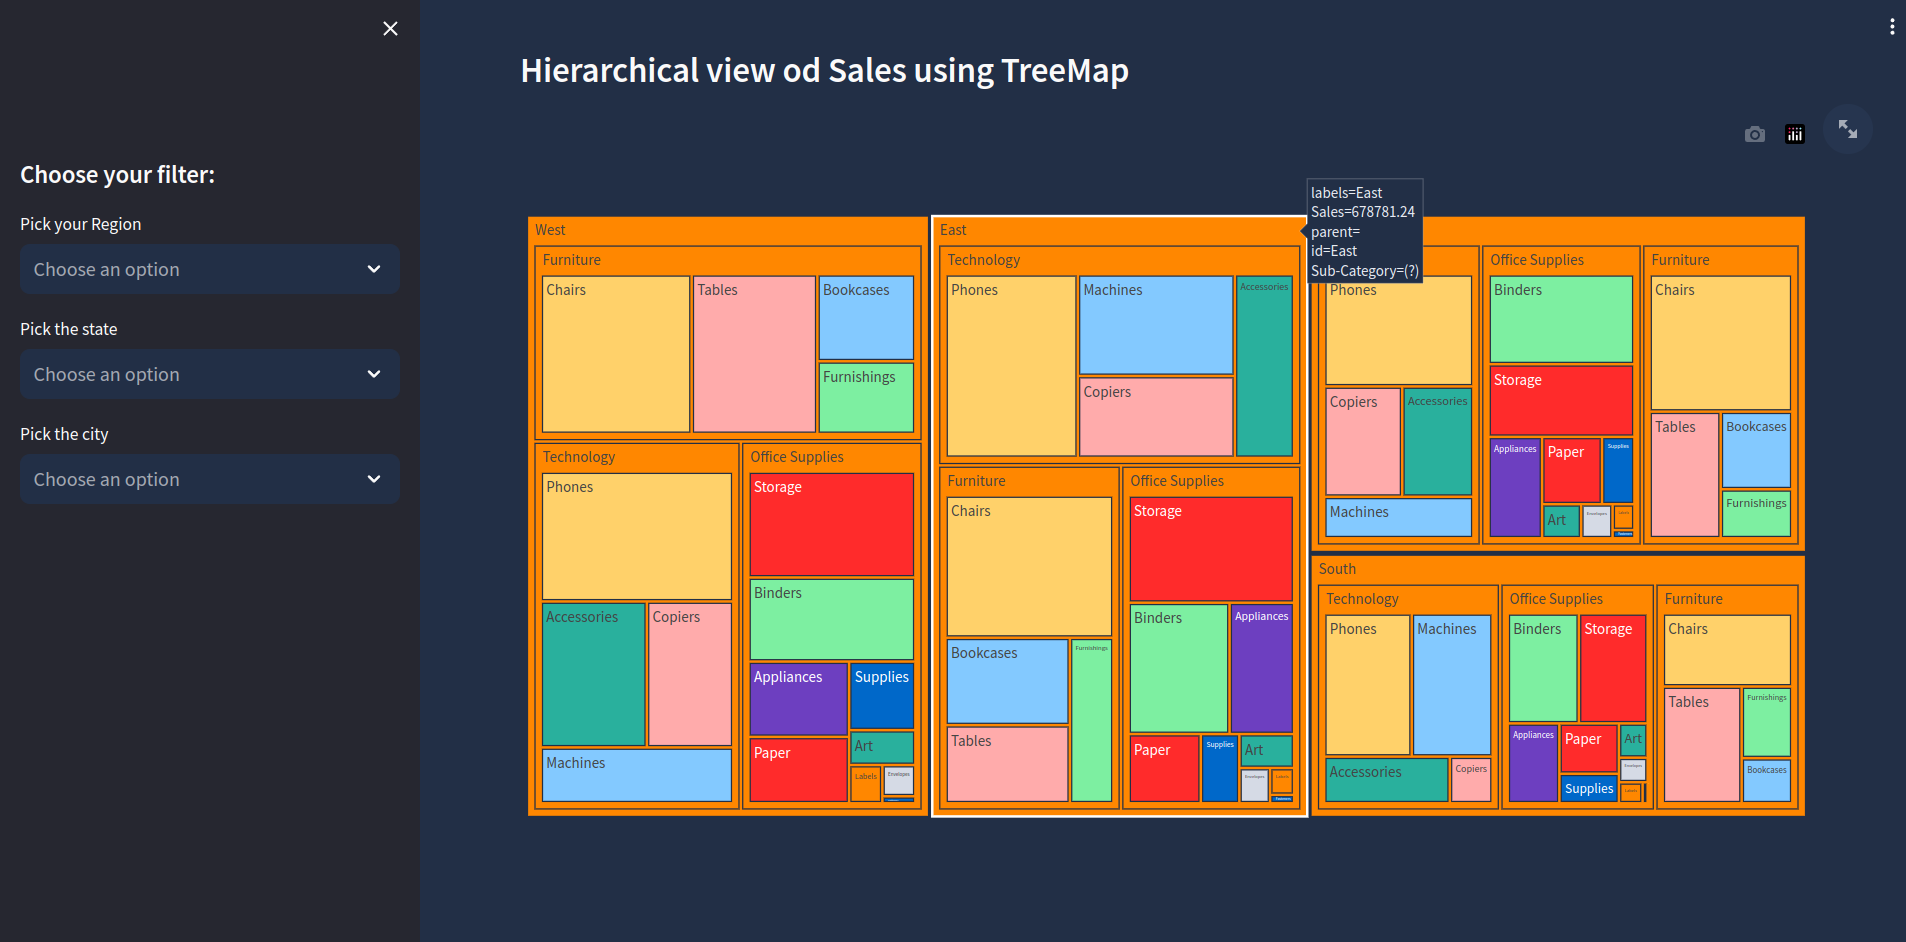 Hierarchical view od Sales using TreeMap
Choose your filter:
Pick your Region
Choose an option
Pick the state
Choose an option
Pick the city
Choose an option
labels=East
Sales=678781.24
parent=
id=East
Sub-Category=(?)
West
Furniture
Chairs
Tables
Bookcases
Furnishings
Technology
Phones
Accessories
Copiers
Machines
Office Supplies
Storage
Binders
Appliances
Supplies
Paper
Art
Labels
Envelopes
East
Technology
Phones
Machines
Accessories
Copiers
Furniture
Chairs
Bookcases
Furnishings
Tables
Office Supplies
Storage
Binders
Appliances
Paper
Supplies
Art
Envelopes
Labels
Fasteners
Phones
Copiers
Accessories
Machines
Office Supplies
Binders
Storage
Appliances
Paper
Supplies
Art
Envelopes
Labels
Fasteners
Furniture
Chairs
Tables
Bookcases
Furnishings
South
Technology
Phones
Machines
Accessories
Copiers
Office Supplies
Binders
Storage
Appliances
Paper
Art
Supplies
Envelopes
Labels
Furniture
Chairs
Tables
Furnishings
Bookcases